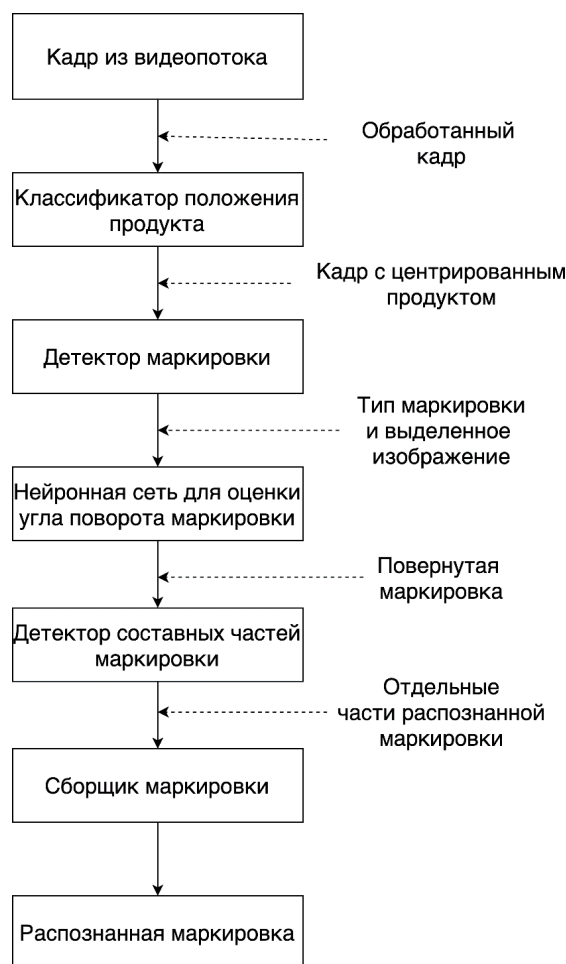 Кадр из видеопотока
Обработанный
кадр
Классификатор положения
продукта
Кадр с центрированным
продуктом
Детектор маркировки
Тип маркировки
и выделенное
изображение
Нейронная сеть для оценки
угла поворота маркировки
Повернутая
маркировка
Детектор составных частей
маркировки
Отдельные
части распознанной
маркировки
Сборщик маркировки
Распознанная маркировка